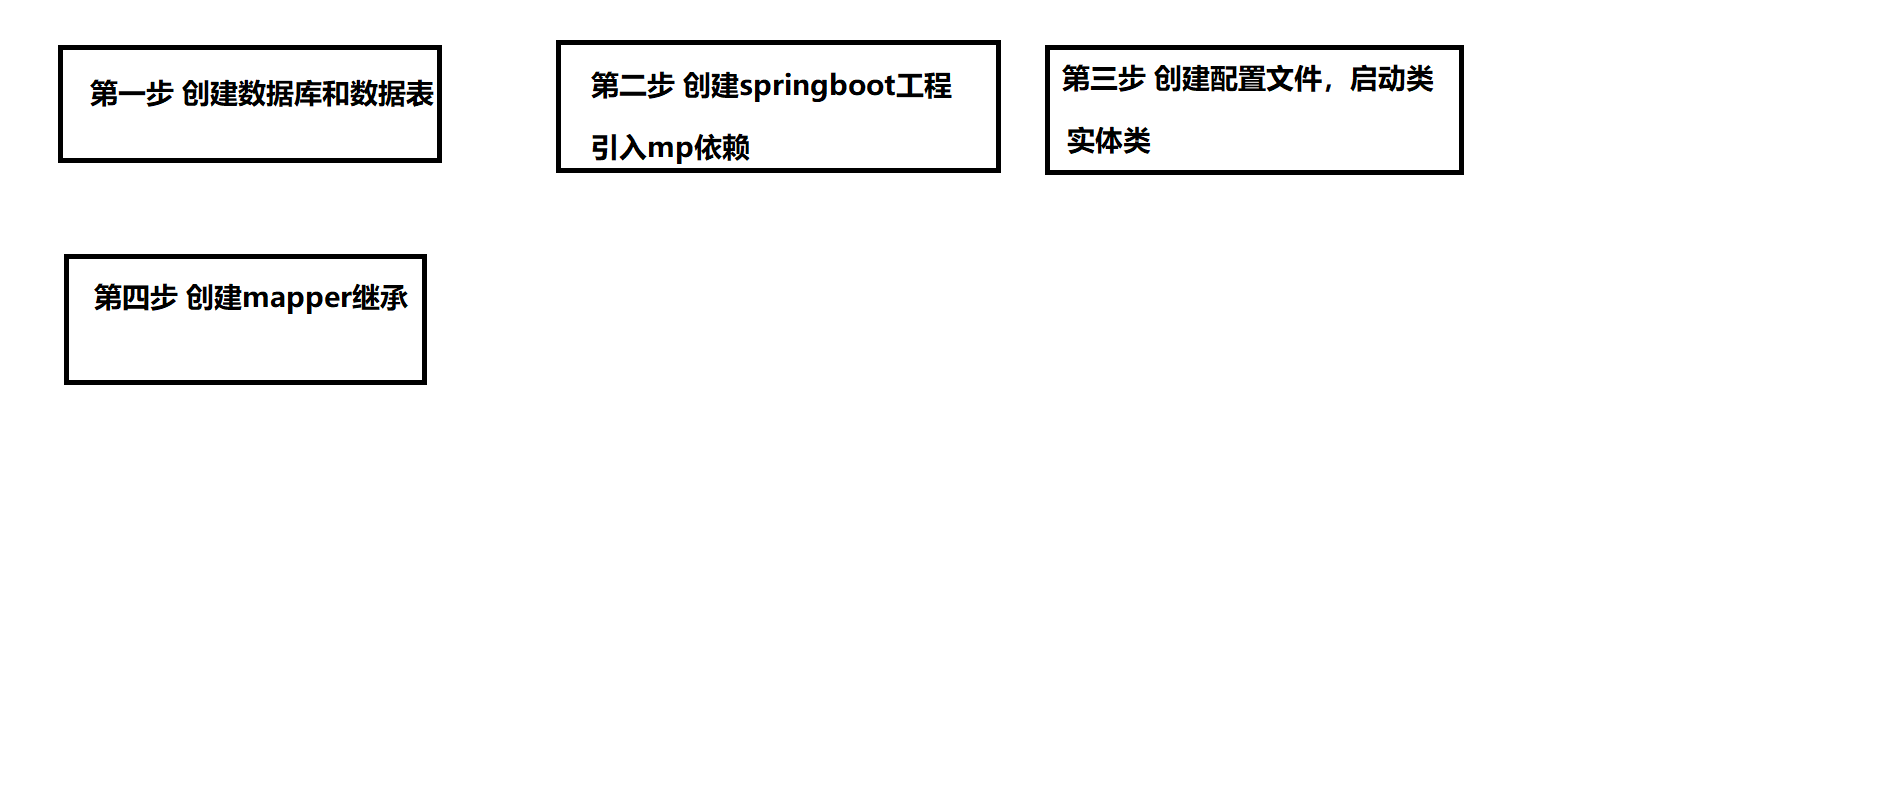 第一步 创建数据库和数据表
第二步 创建springboot工程
引入mp依赖
第三步 创建配置文件，启动类
实体类
第四步 创建mapper继承